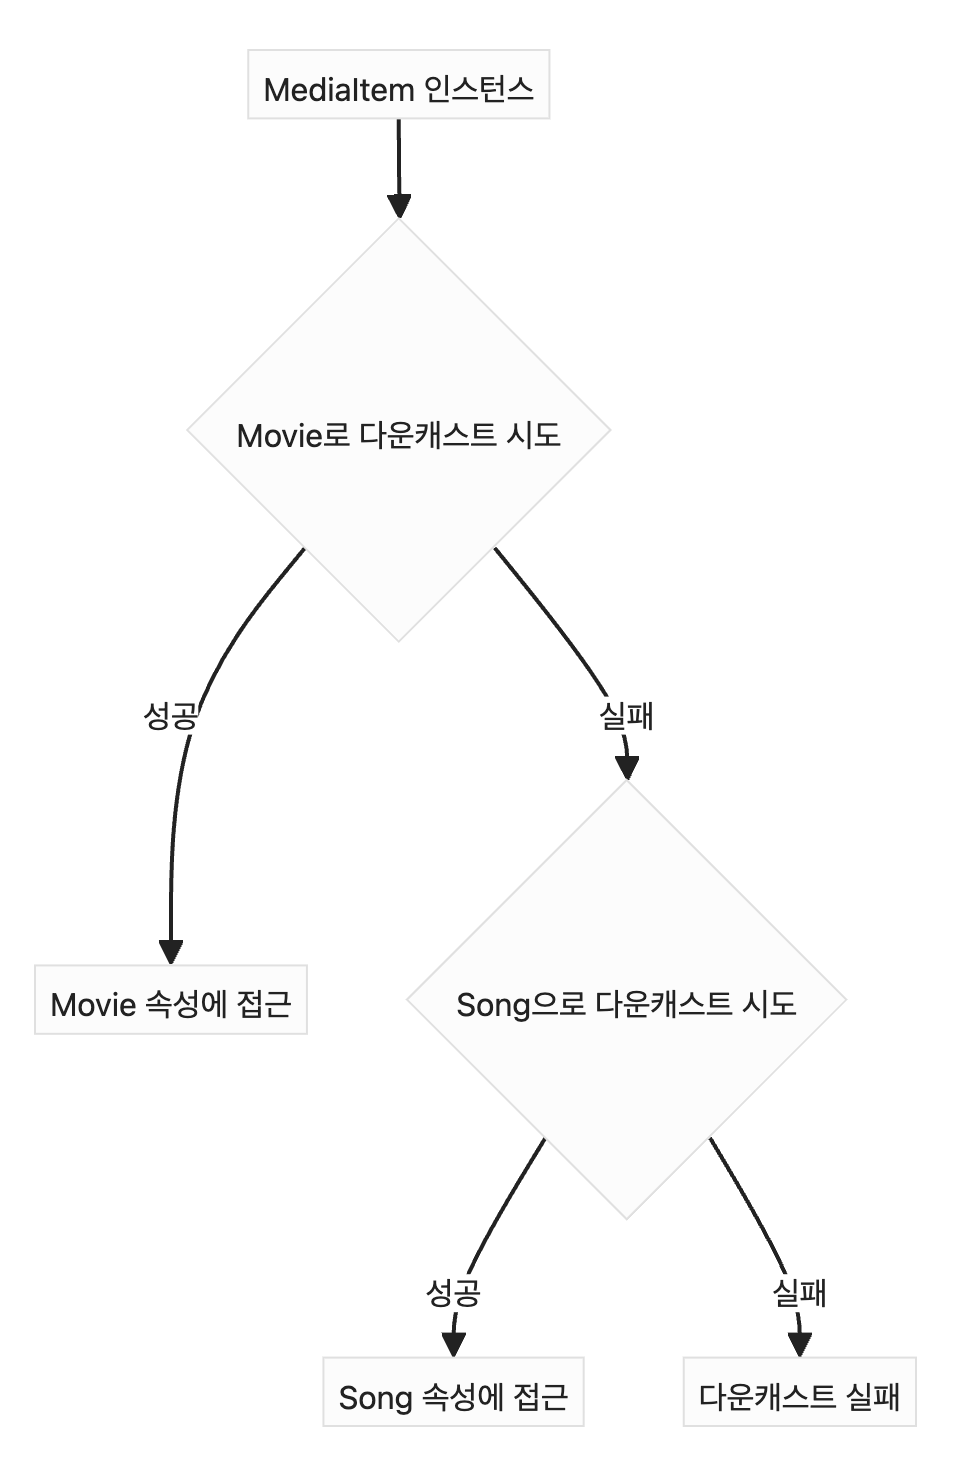 MediaItem 인스턴스
Movie로 다운캐스트 시도
성공
실패
Movie 속성에 접근
Song으로 다운캐스트 시도
성공
실패
Song 속성에 접근
다운캐스트 실패